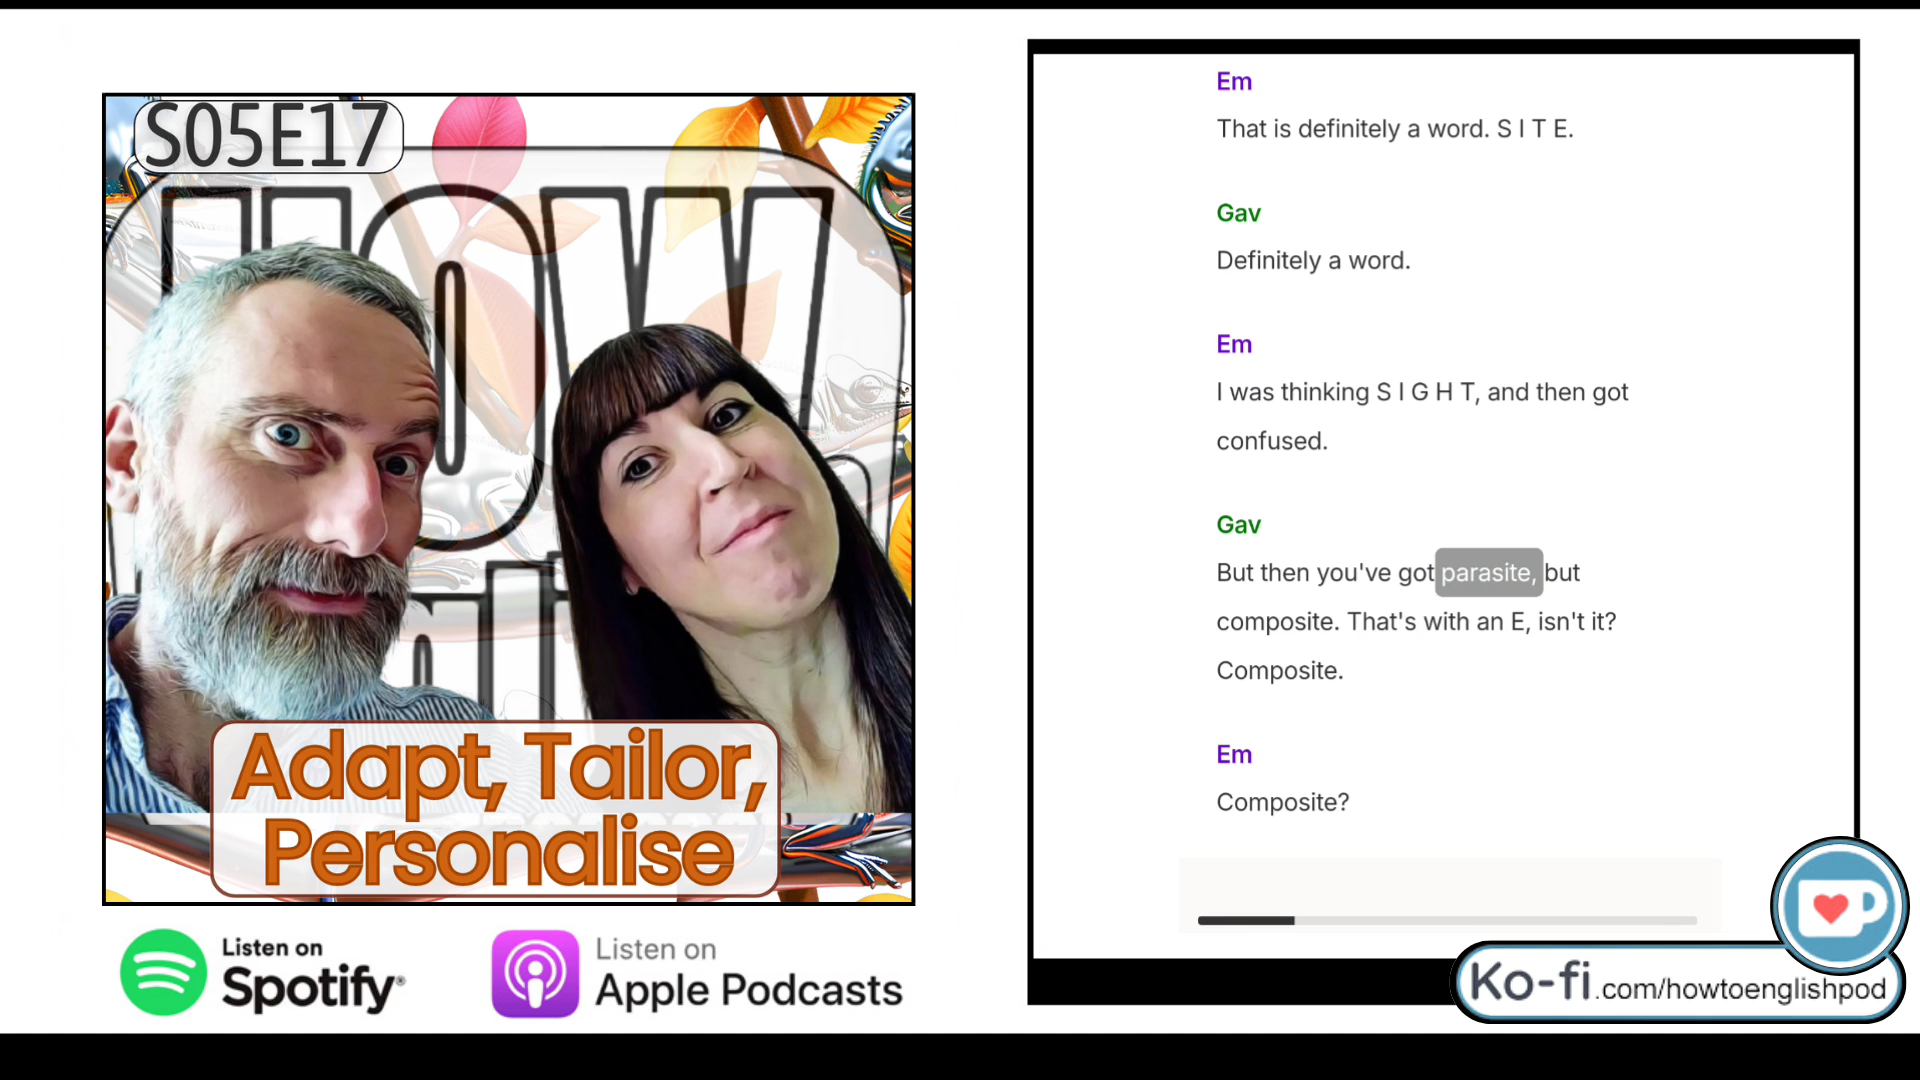 S05E17
HOW
Adapt, Tailor,
Personalise
Listen on
Spotify®
Listen on
Apple Podcasts
Em
That is definitely a word. S I T E.
Gav
Definitely a word.
Em
I was thinking S I G H T, and then got
confused.
Gav
But then you've got parasite, but
composite. That's with an E, isn't it?
Composite.
Em
Composite?
Ko-fi.com/howtoenglishpod